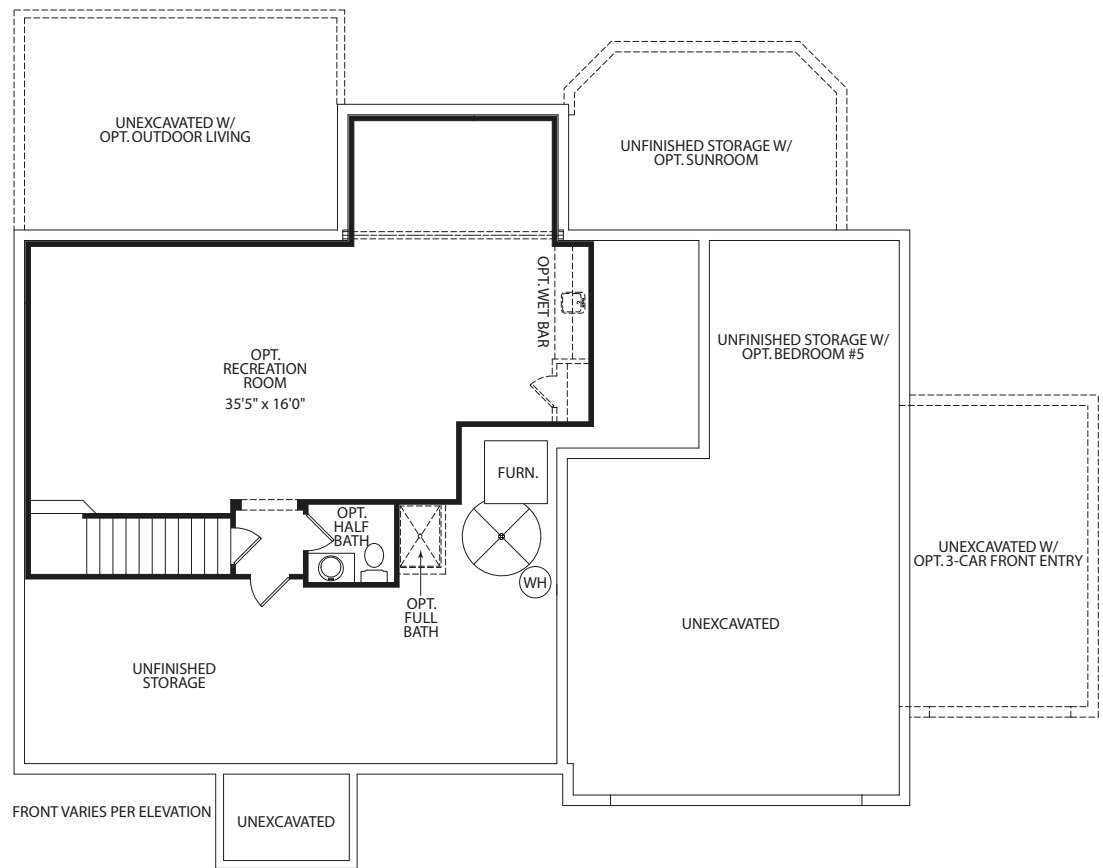 UNEXCAVATED W/
OPT. OUTDOOR LIVING
UNFINISHED STORAGE W/
OPT. SUNROOM
OPT. WET BAR
UNFINISHED STORAGE W/
OPT. BEDROOM #5
OPT.
RECREATION
ROOM
35'5" x 16'0"
FURN.
OPT.
HALF
BATH
UNEXCAVATED W/
OPT. 3-CAR FRONT ENTRY
WH
OPT.
FULL
BATH
UNEXCAVATED
UNFINISHED
STORAGE
FRONT VARIES PER ELEVATION
UNEXCAVATED